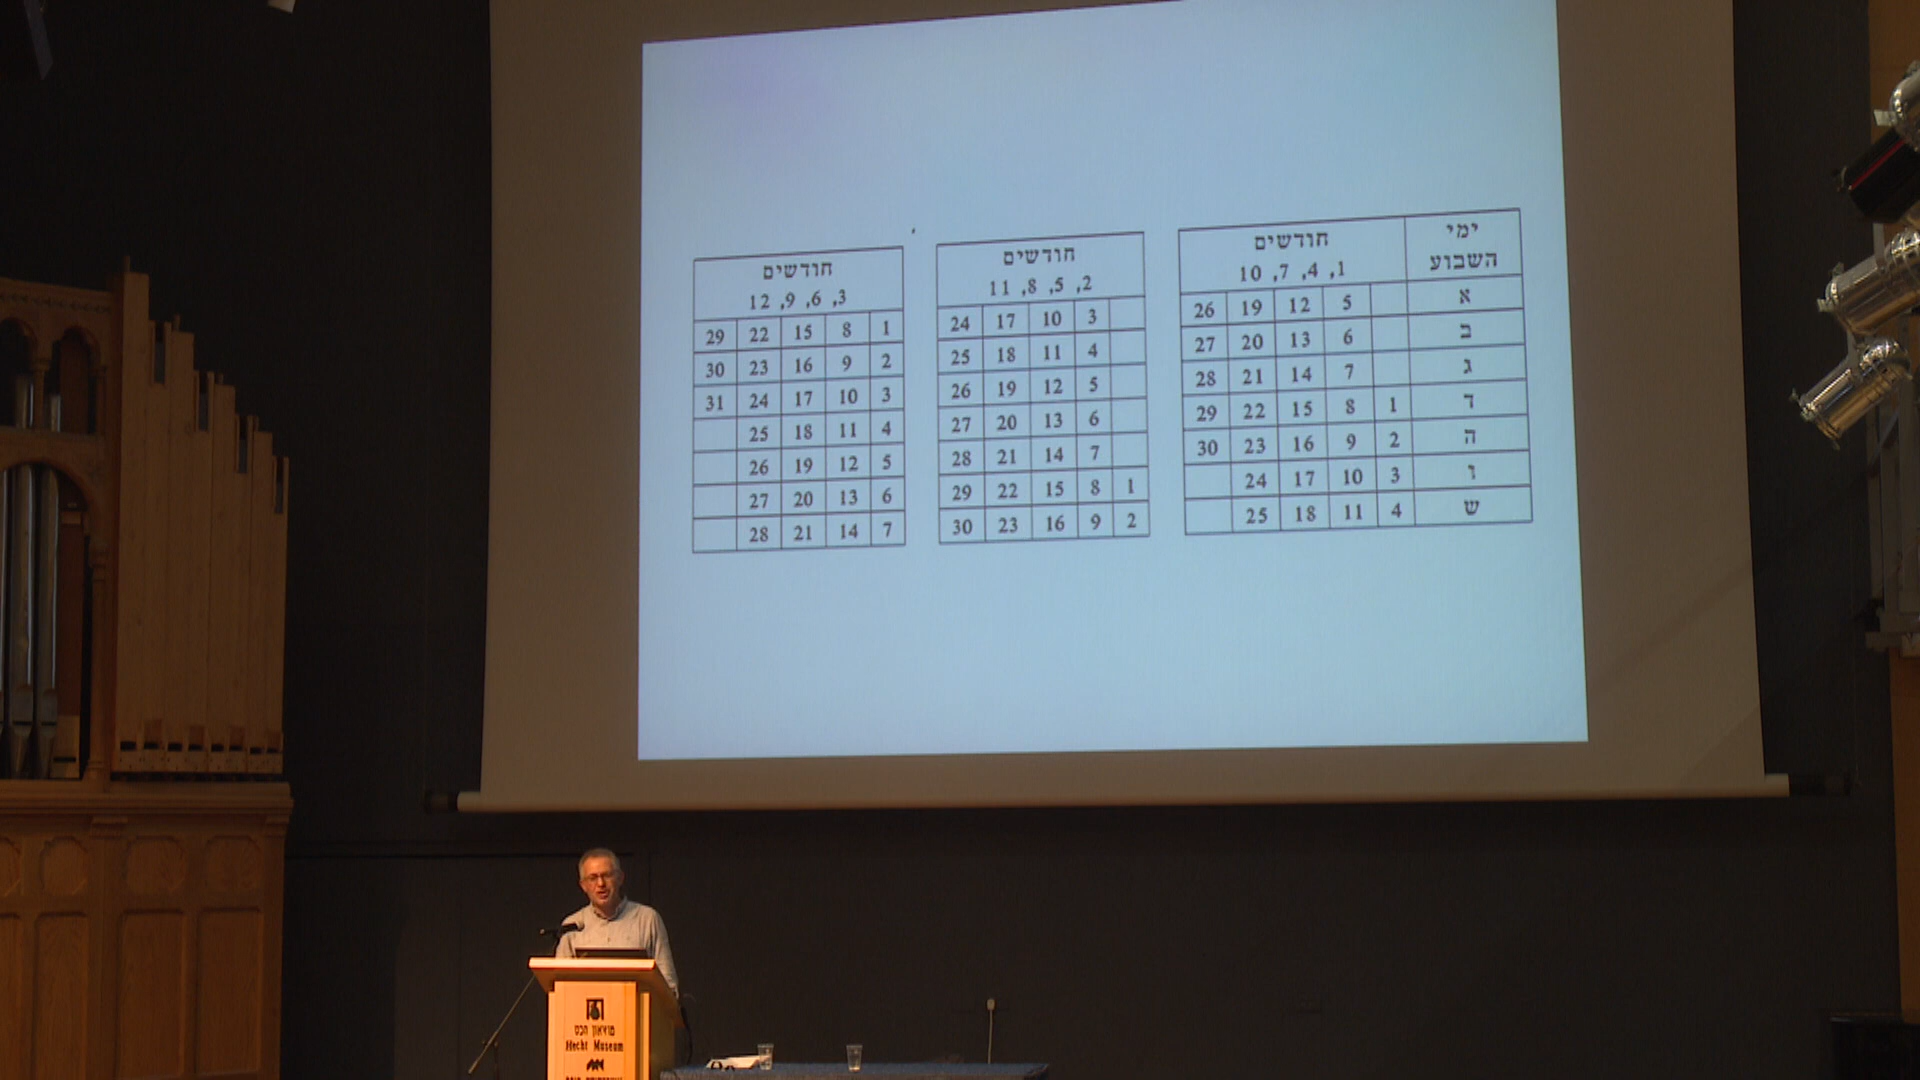 ימי
השבוע
חודשים
1, 4, 7, 10
א 5 12 19 26
ב 6 13 20 27
ג 7 14 21 28
ד 1 8 15 22 29
ה 2 9 16 23 30
ו 3 10 17 24
ש 4 11 18 25
חודשים
2, 5, 8, 11
3 10 17 24
4 11 18 25
5 12 19 26
6 13 20 27
7 14 21 28
1 8 15 22 29
2 9 16 23 30
חודשים
3, 6, 9, 12
1 8 15 22 29
2 9 16 23 30
3 10 17 24 31
4 11 18 25
5 12 19 26
6 13 20 27
7 14 21 28
מוזיאון הכט
Hecht Museum